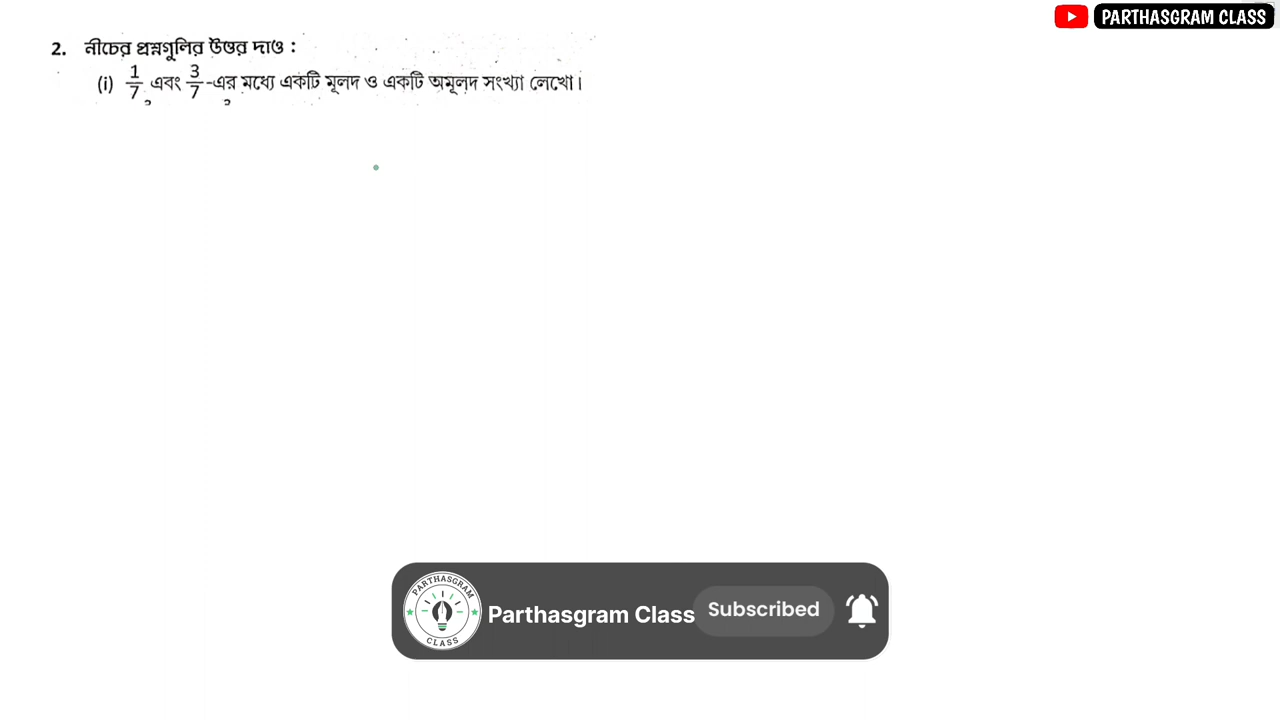 PARTHASGRAM CLASS
2. নীচের প্রশ্নগুলির উত্তর দাও :
(i) 1/7 এবং 3/7 -এর মধ্যে একটি মূলদ ও একটি অমূলদ সংখ্যা লেখো।
PARTHASGRAM
CLASS
Parthasgram Class
Subscribed